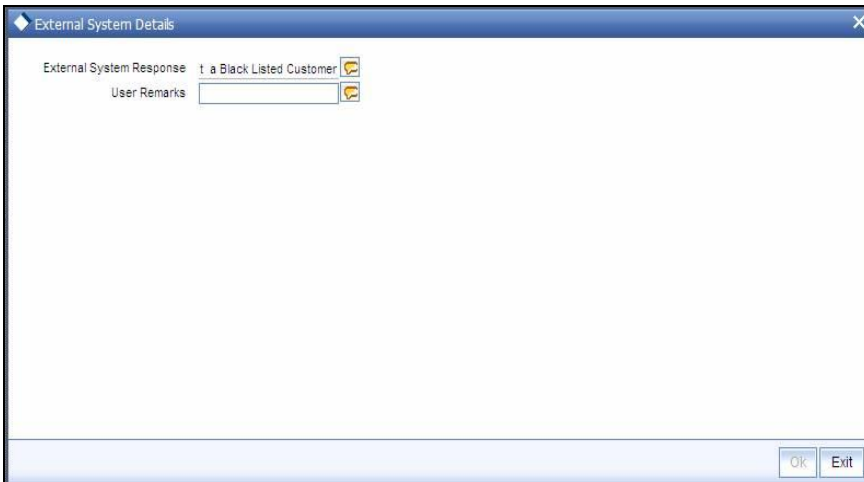 External System Details
External System Response t a Black Listed Customer
User Remarks
Ok Exit